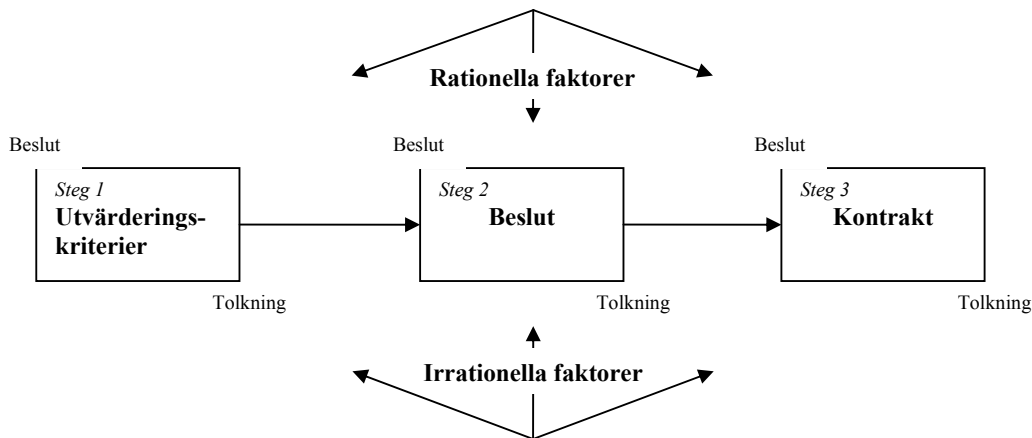 Rationella faktorer
Beslut
Beslut
Beslut
Steg 1
Utvärderings-
kriterier
Steg 2
Beslut
Steg 3
Kontrakt
Tolkning
Tolkning
Tolkning
Irrationella faktorer